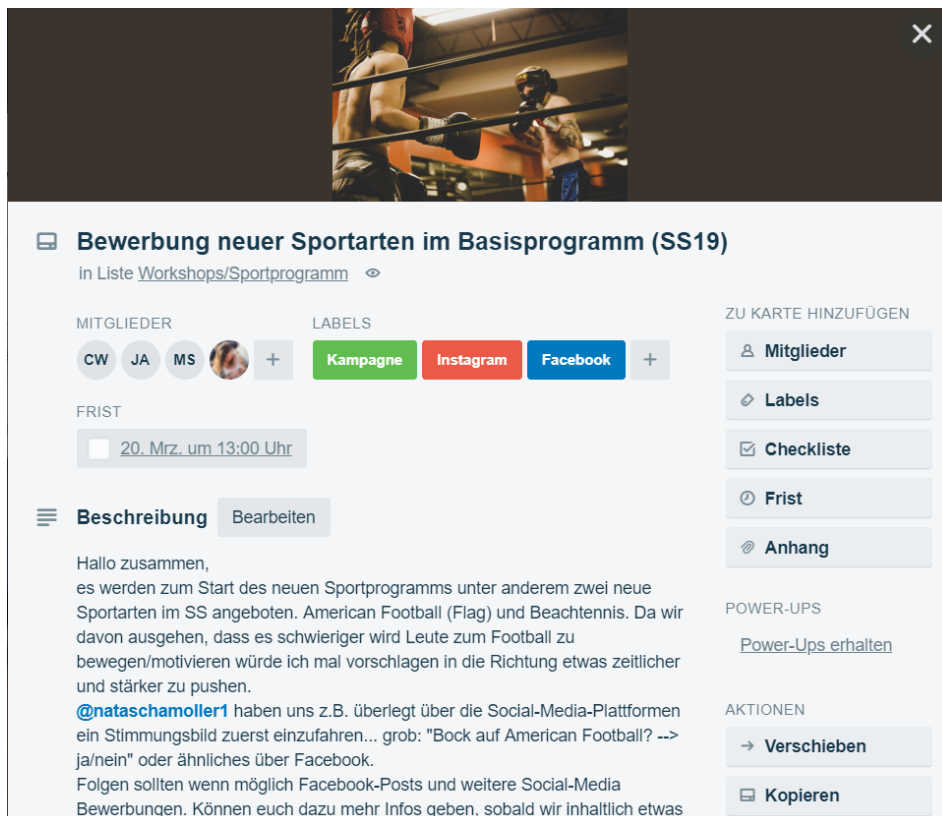 Bewerbung neuer Sportarten im Basisprogramm (SS19)
in Liste Workshops/Sportprogramm
MITGLIEDER
CW JA MS +
LABELS
Kampagne Instagram Facebook +
FRIST
20. Mrz. um 13:00 Uhr
Beschreibung Bearbeiten
Hallo zusammen,
es werden zum Start des neuen Sportprogramms unter anderem zwei neue
Sportarten im SS angeboten. American Football (Flag) und Beachtennis. Da wir
davon ausgehen, dass es schwieriger wird Leute zum Football zu
bewegen/motivieren würde ich mal vorschlagen in die Richtung etwas zeitlicher
und stärker zu pushen.
@nataschamoller1 haben uns z.B. überlegt über die Social-Media-Plattformen
ein Stimmungsbild zuerst einzufahren... grob: "Bock auf American Football? -->
ja/nein" oder ähnliches über Facebook.
Folgen sollten wenn möglich Facebook-Posts und weitere Social-Media
Bewerbungen. Können euch dazu mehr Infos geben, sobald wir inhaltlich etwas
ZU KARTE HINZUFÜGEN
Mitglieder
Labels
Checkliste
Frist
Anhang
POWER-UPS
Power-Ups erhalten
AKTIONEN
Verschieben
Kopieren